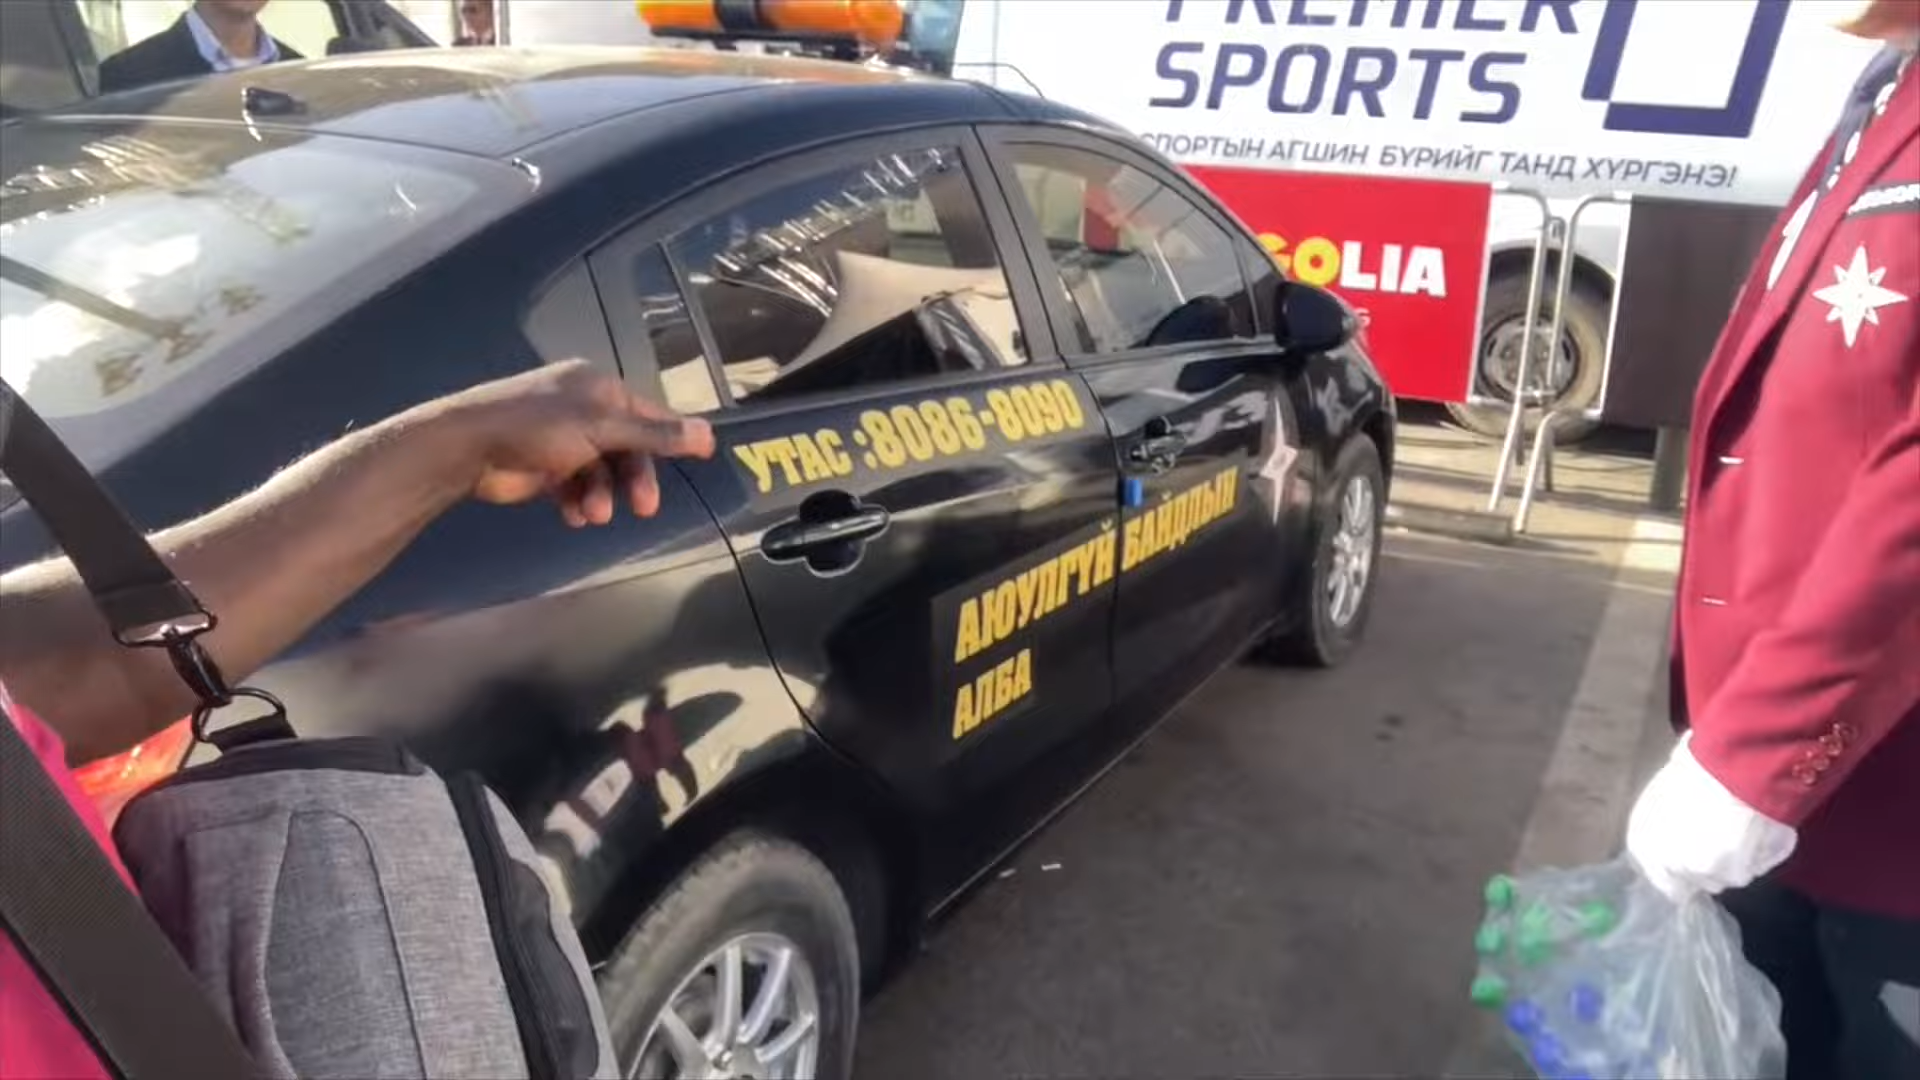 PREMIER
SPORTS
СПОРТЫН АГШИН БҮРИЙГ ТАНД ХҮРГЭНЭ!
GOLIA
УТАС :8086-8090
АЮУЛГҮЙ БАЙДЛЫН
АЛБА